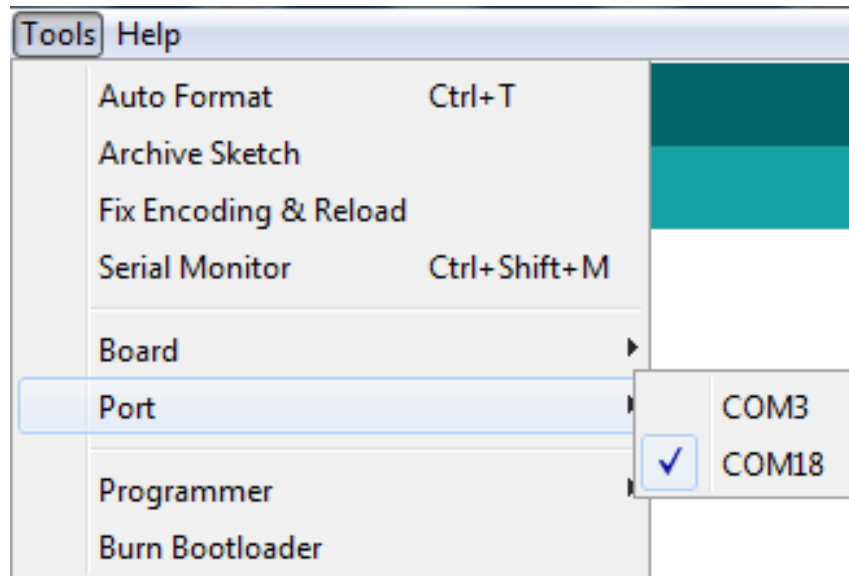 Tools Help
Auto Format Ctrl+T
Archive Sketch
Fix Encoding & Reload
Serial Monitor Ctrl+Shift+M
Board
Port
COM3
COM18
Programmer
Burn Bootloader